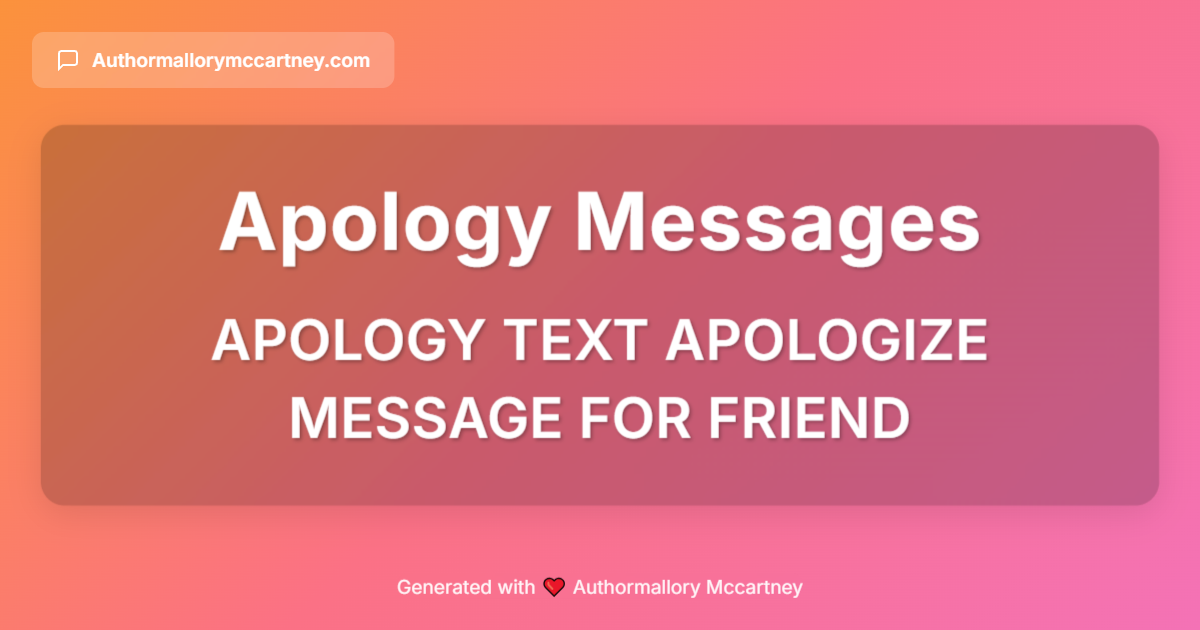 Authormallorymccartney.com
Apology Messages
APOLOGY TEXT APOLOGIZE
MESSAGE FOR FRIEND
Generated with ❤️ Authormallory Mccartney